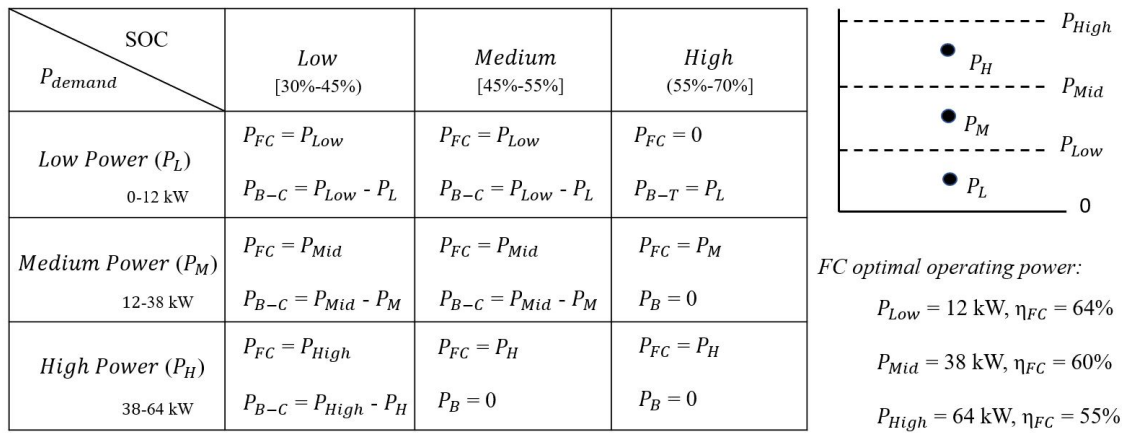 SOC
P_demand
Low
[30%-45%)
Medium
[45%-55%]
High
(55%-70%]
Low Power (P_L)
0-12 kW
P_FC = P_Low
P_B−C = P_Low - P_L
P_FC = P_Low
P_B−C = P_Low - P_L
P_FC = 0
P_B−T = P_L
Medium Power (P_M)
12-38 kW
P_FC = P_Mid
P_B−C = P_Mid - P_M
P_FC = P_Mid
P_B−C = P_Mid - P_M
P_FC = P_M
P_B = 0
High Power (P_H)
38-64 kW
P_FC = P_High
P_B−C = P_High - P_H
P_FC = P_H
P_B = 0
P_FC = P_H
P_B = 0
P_High
P_H
P_Mid
P_M
P_Low
P_L
0
FC optimal operating power:
P_Low = 12 kW, η_FC = 64%
P_Mid = 38 kW, η_FC = 60%
P_High = 64 kW, η_FC = 55%